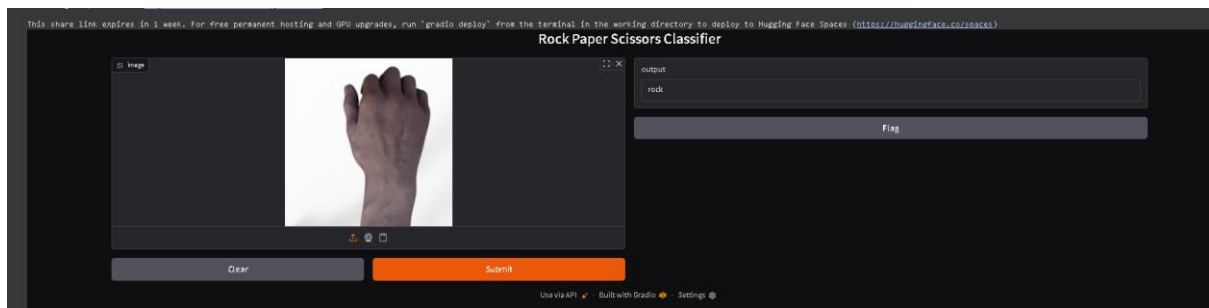 This share link expires in 1 week. For free permanent hosting and GPU upgrades, run `gradio deploy` from the terminal in the working directory to deploy to Hugging Face Spaces (https://huggingface.co/spaces)
Rock Paper Scissors Classifier
image
output
rock
Flag
Clear
Submit
Use via API · Built with Gradio · Settings